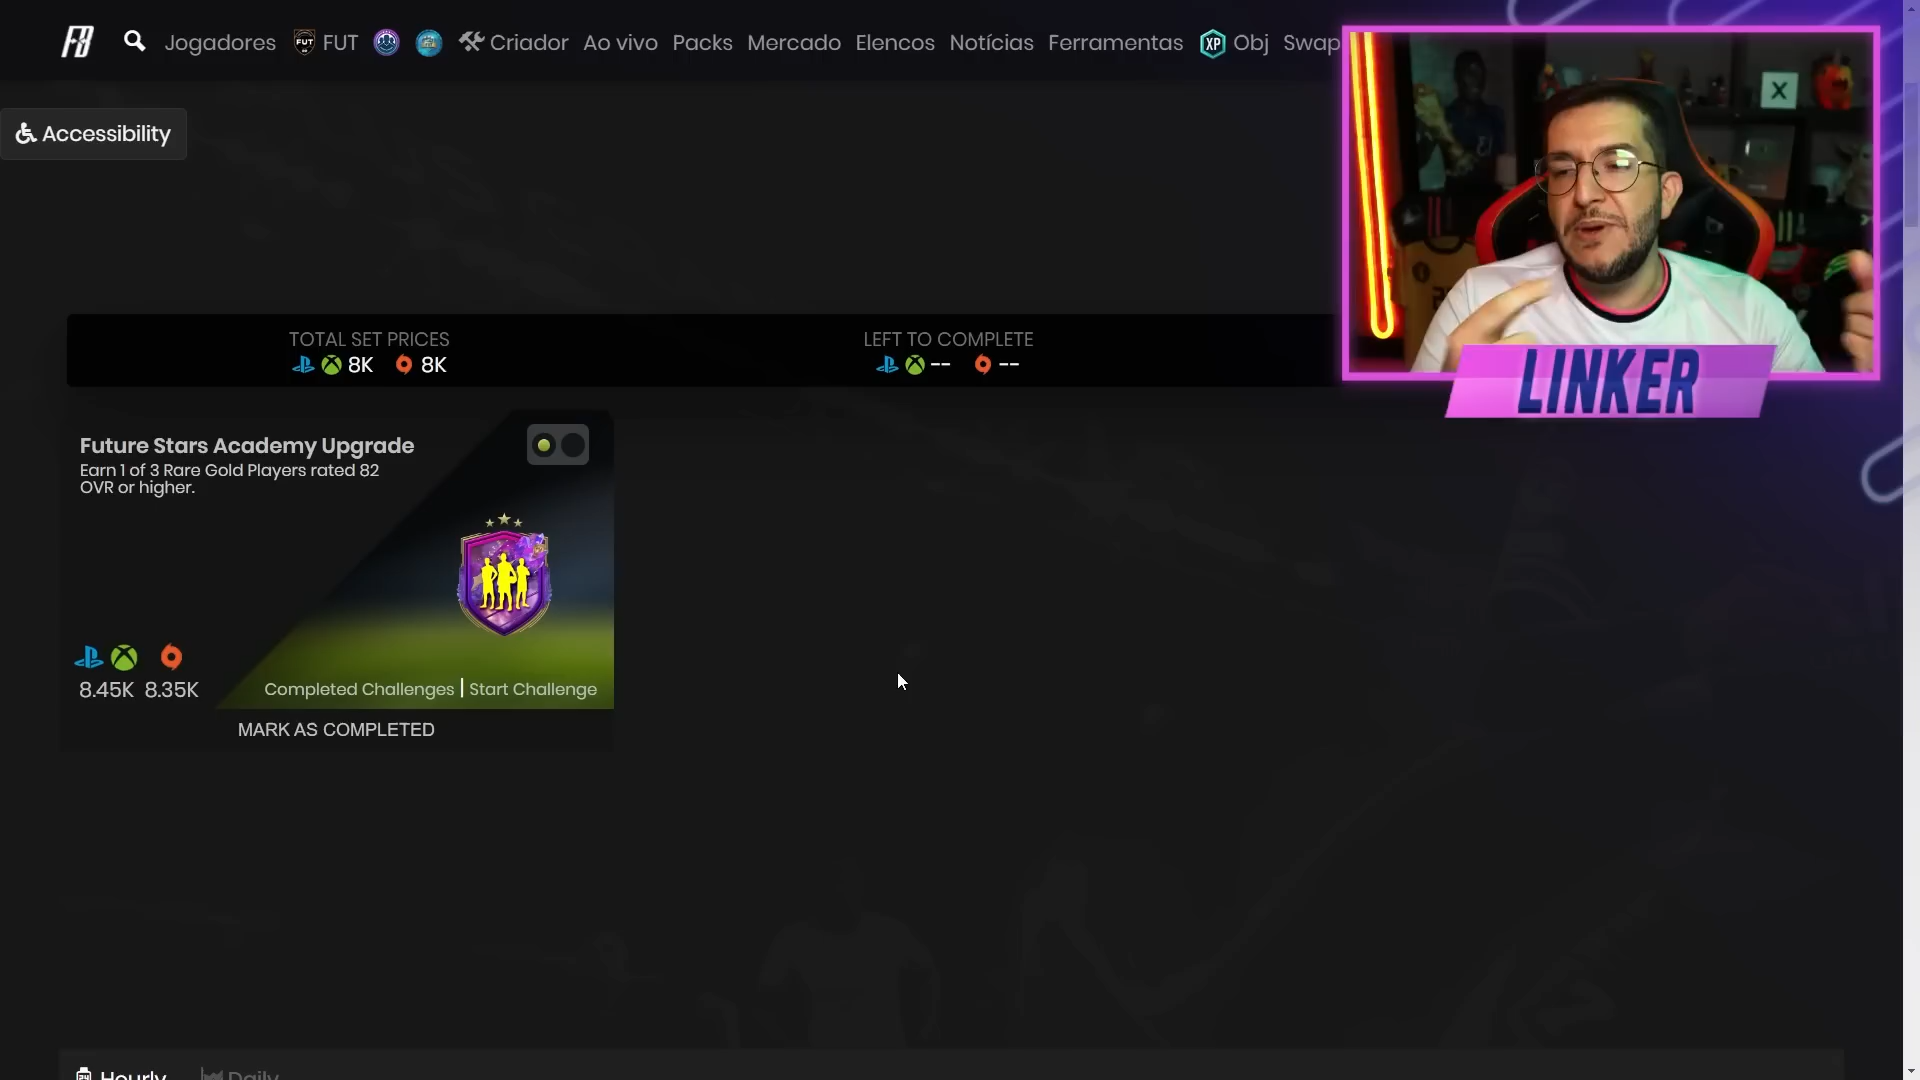 FB Jogadores FUT Criador Ao vivo Packs Mercado Elencos Notícias Ferramentas XP Obj Swap
Accessibility
TOTAL SET PRICES
8K 8K
LEFT TO COMPLETE
-- --
LINKER
Future Stars Academy Upgrade
Earn 1 of 3 Rare Gold Players rated 82
OVR or higher.
8.45K 8.35K
Completed Challenges | Start Challenge
MARK AS COMPLETED
Hourly Daily